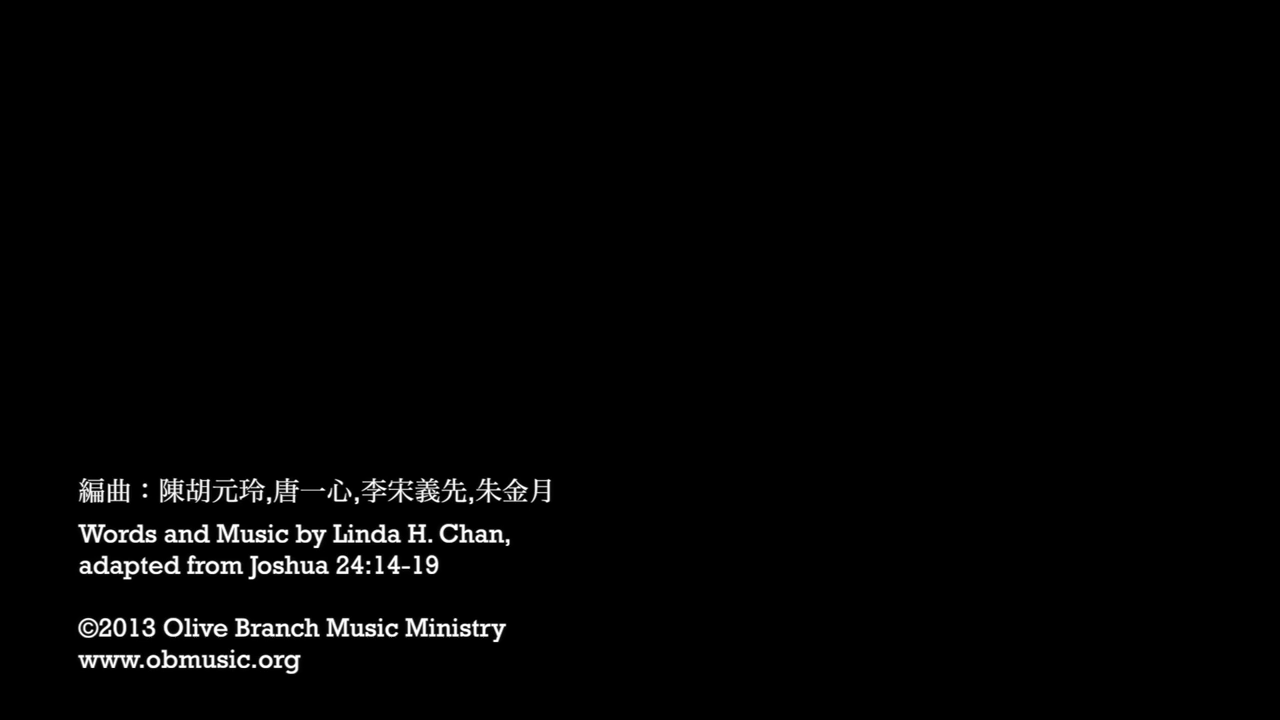 編曲：陳胡元玲,唐一心,李宋義先,朱金月
Words and Music by Linda H. Chan,
adapted from Joshua 24:14-19
©2013 Olive Branch Music Ministry
www.obmusic.org